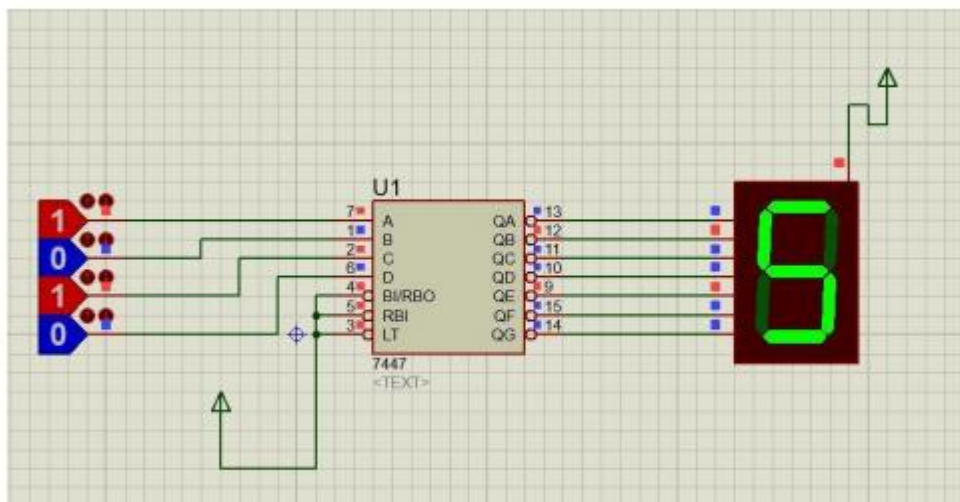 U1
1
0
1
0
7 A QA 13
1 B QB 12
2 C QC 11
6 D QD 10
4 BI/RBO QE 9
5 RBI QF 15
3 LT QG 14
7447
<TEXT>
5